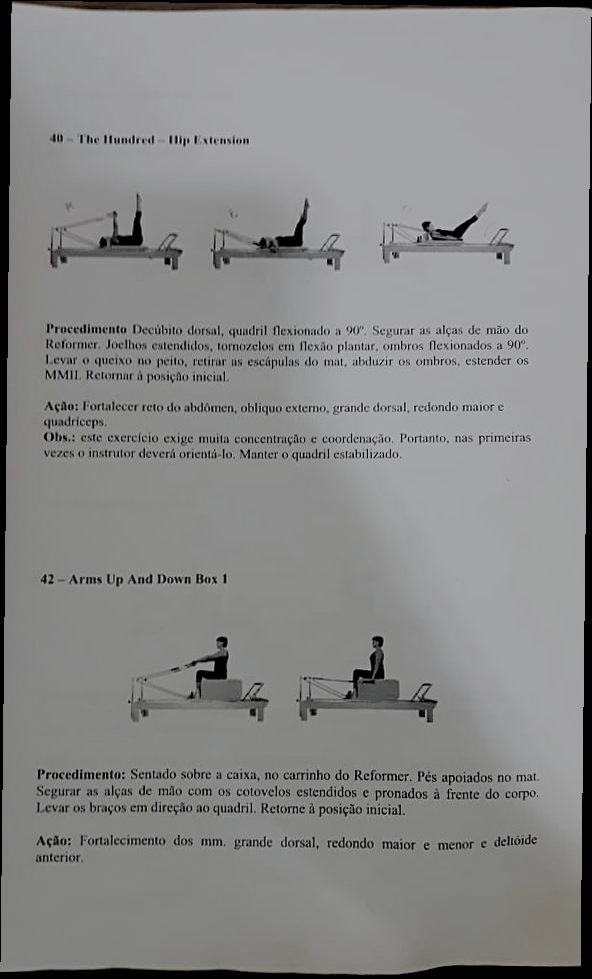 40 – The Hundred – Hip Extension
Procedimento Decúbito dorsal, quadril flexionado a 90º. Segurar as alças de mão do
Reformer. Joelhos estendidos, tornozelos em flexão plantar, ombros flexionados a 90º.
Levar o queixo no peito, retirar as escápulas do mat, abduzir os ombros, estender os
MMII. Retornar à posição inicial.
Ação: Fortalecer reto do abdômen, obliquo externo, grande dorsal, redondo maior e
quadríceps.
Obs.: este exercício exige muita concentração e coordenação. Portanto, nas primeiras
vezes o instrutor deverá orientá-lo. Manter o quadril estabilizado.
42 – Arms Up And Down Box 1
Procedimento: Sentado sobre a caixa, no carrinho do Reformer. Pés apoiados no mat.
Segurar as alças de mão com os cotovelos estendidos e pronados à frente do corpo.
Levar os braços em direção ao quadril. Retorne à posição inicial.
Ação: Fortalecimento dos mm. grande dorsal, redondo maior e menor e deltóide
anterior.